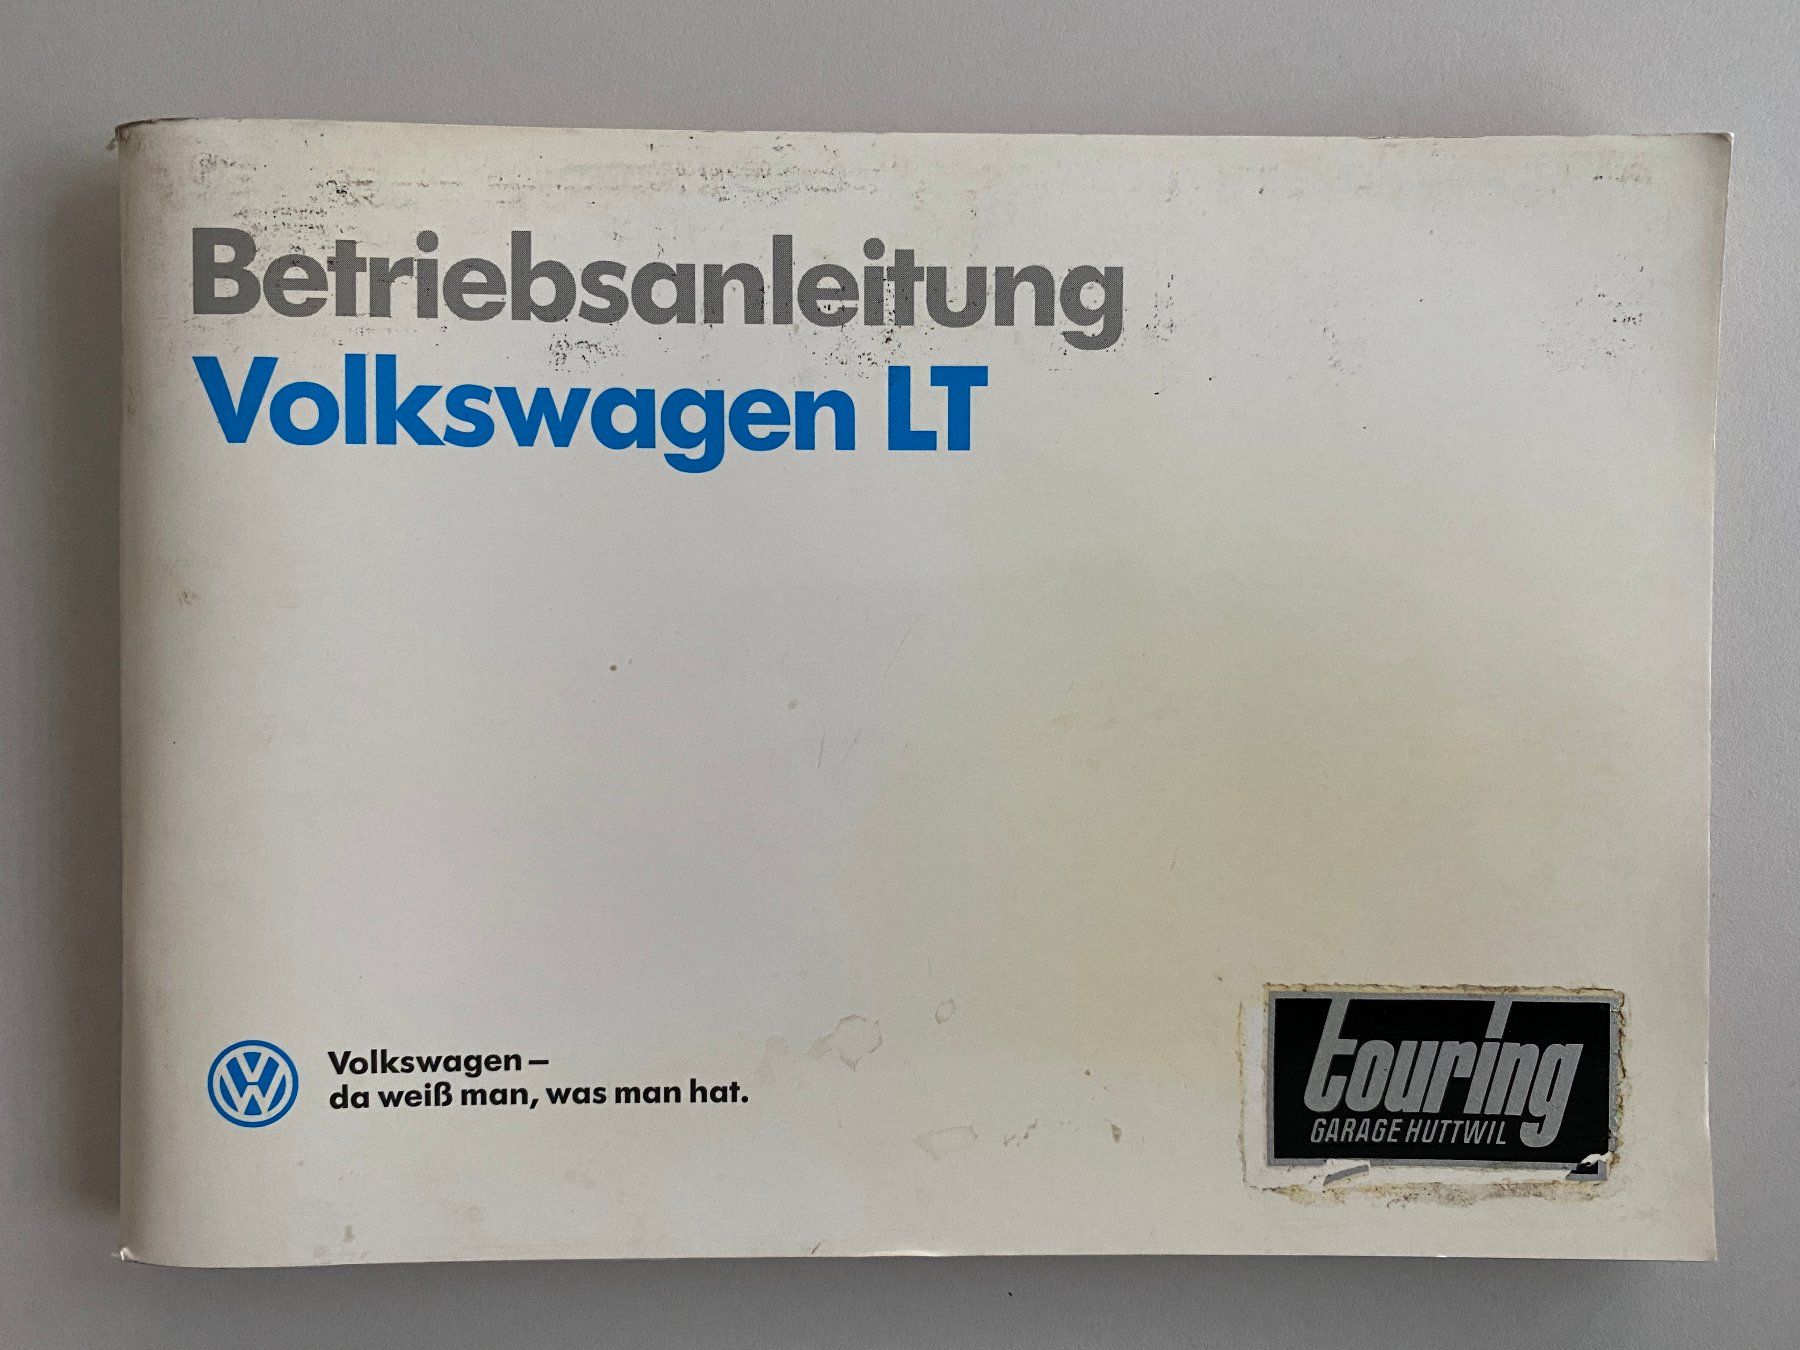 Betriebsanleitung
Volkswagen LT
Volkswagen –
da weiß man, was man hat.
touring
GARAGE HUTTWIL